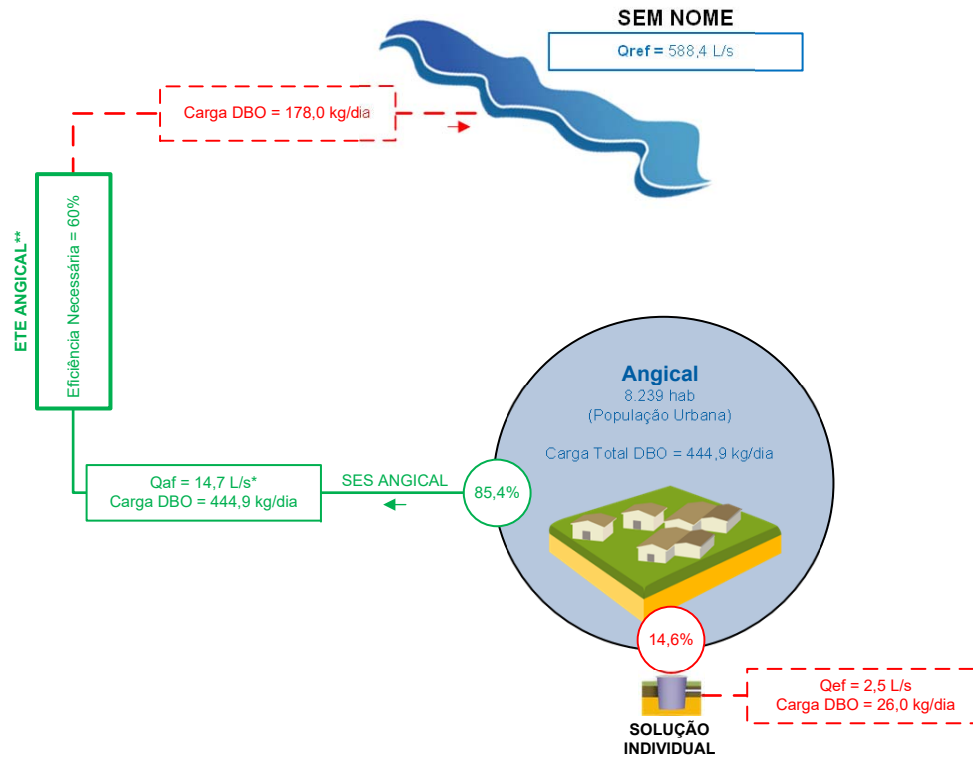 SEM NOME
Qref = 588,4 L/s
Carga DBO = 178,0 kg/dia
ETE ANGICAL**
Eficiência Necessária = 60%
Angical
8.239 hab
(População Urbana)
Carga Total DBO = 444,9 kg/dia
Qaf = 14,7 L/s*
Carga DBO = 444,9 kg/dia
SES ANGICAL
85,4%
14,6%
Qef = 2,5 L/s
Carga DBO = 26,0 kg/dia
SOLUÇÃO
INDIVIDUAL